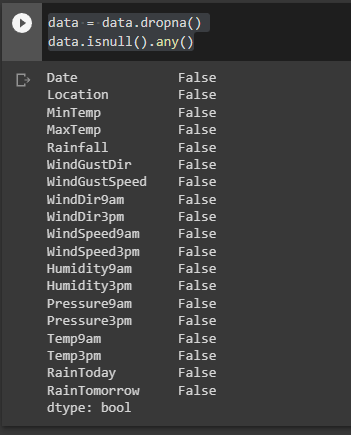 data = data.dropna()
data.isnull().any()
Date False
Location False
MinTemp False
MaxTemp False
Rainfall False
WindGustDir False
WindGustSpeed False
WindDir9am False
WindDir3pm False
WindSpeed9am False
WindSpeed3pm False
Humidity9am False
Humidity3pm False
Pressure9am False
Pressure3pm False
Temp9am False
Temp3pm False
RainToday False
RainTomorrow False
dtype: bool